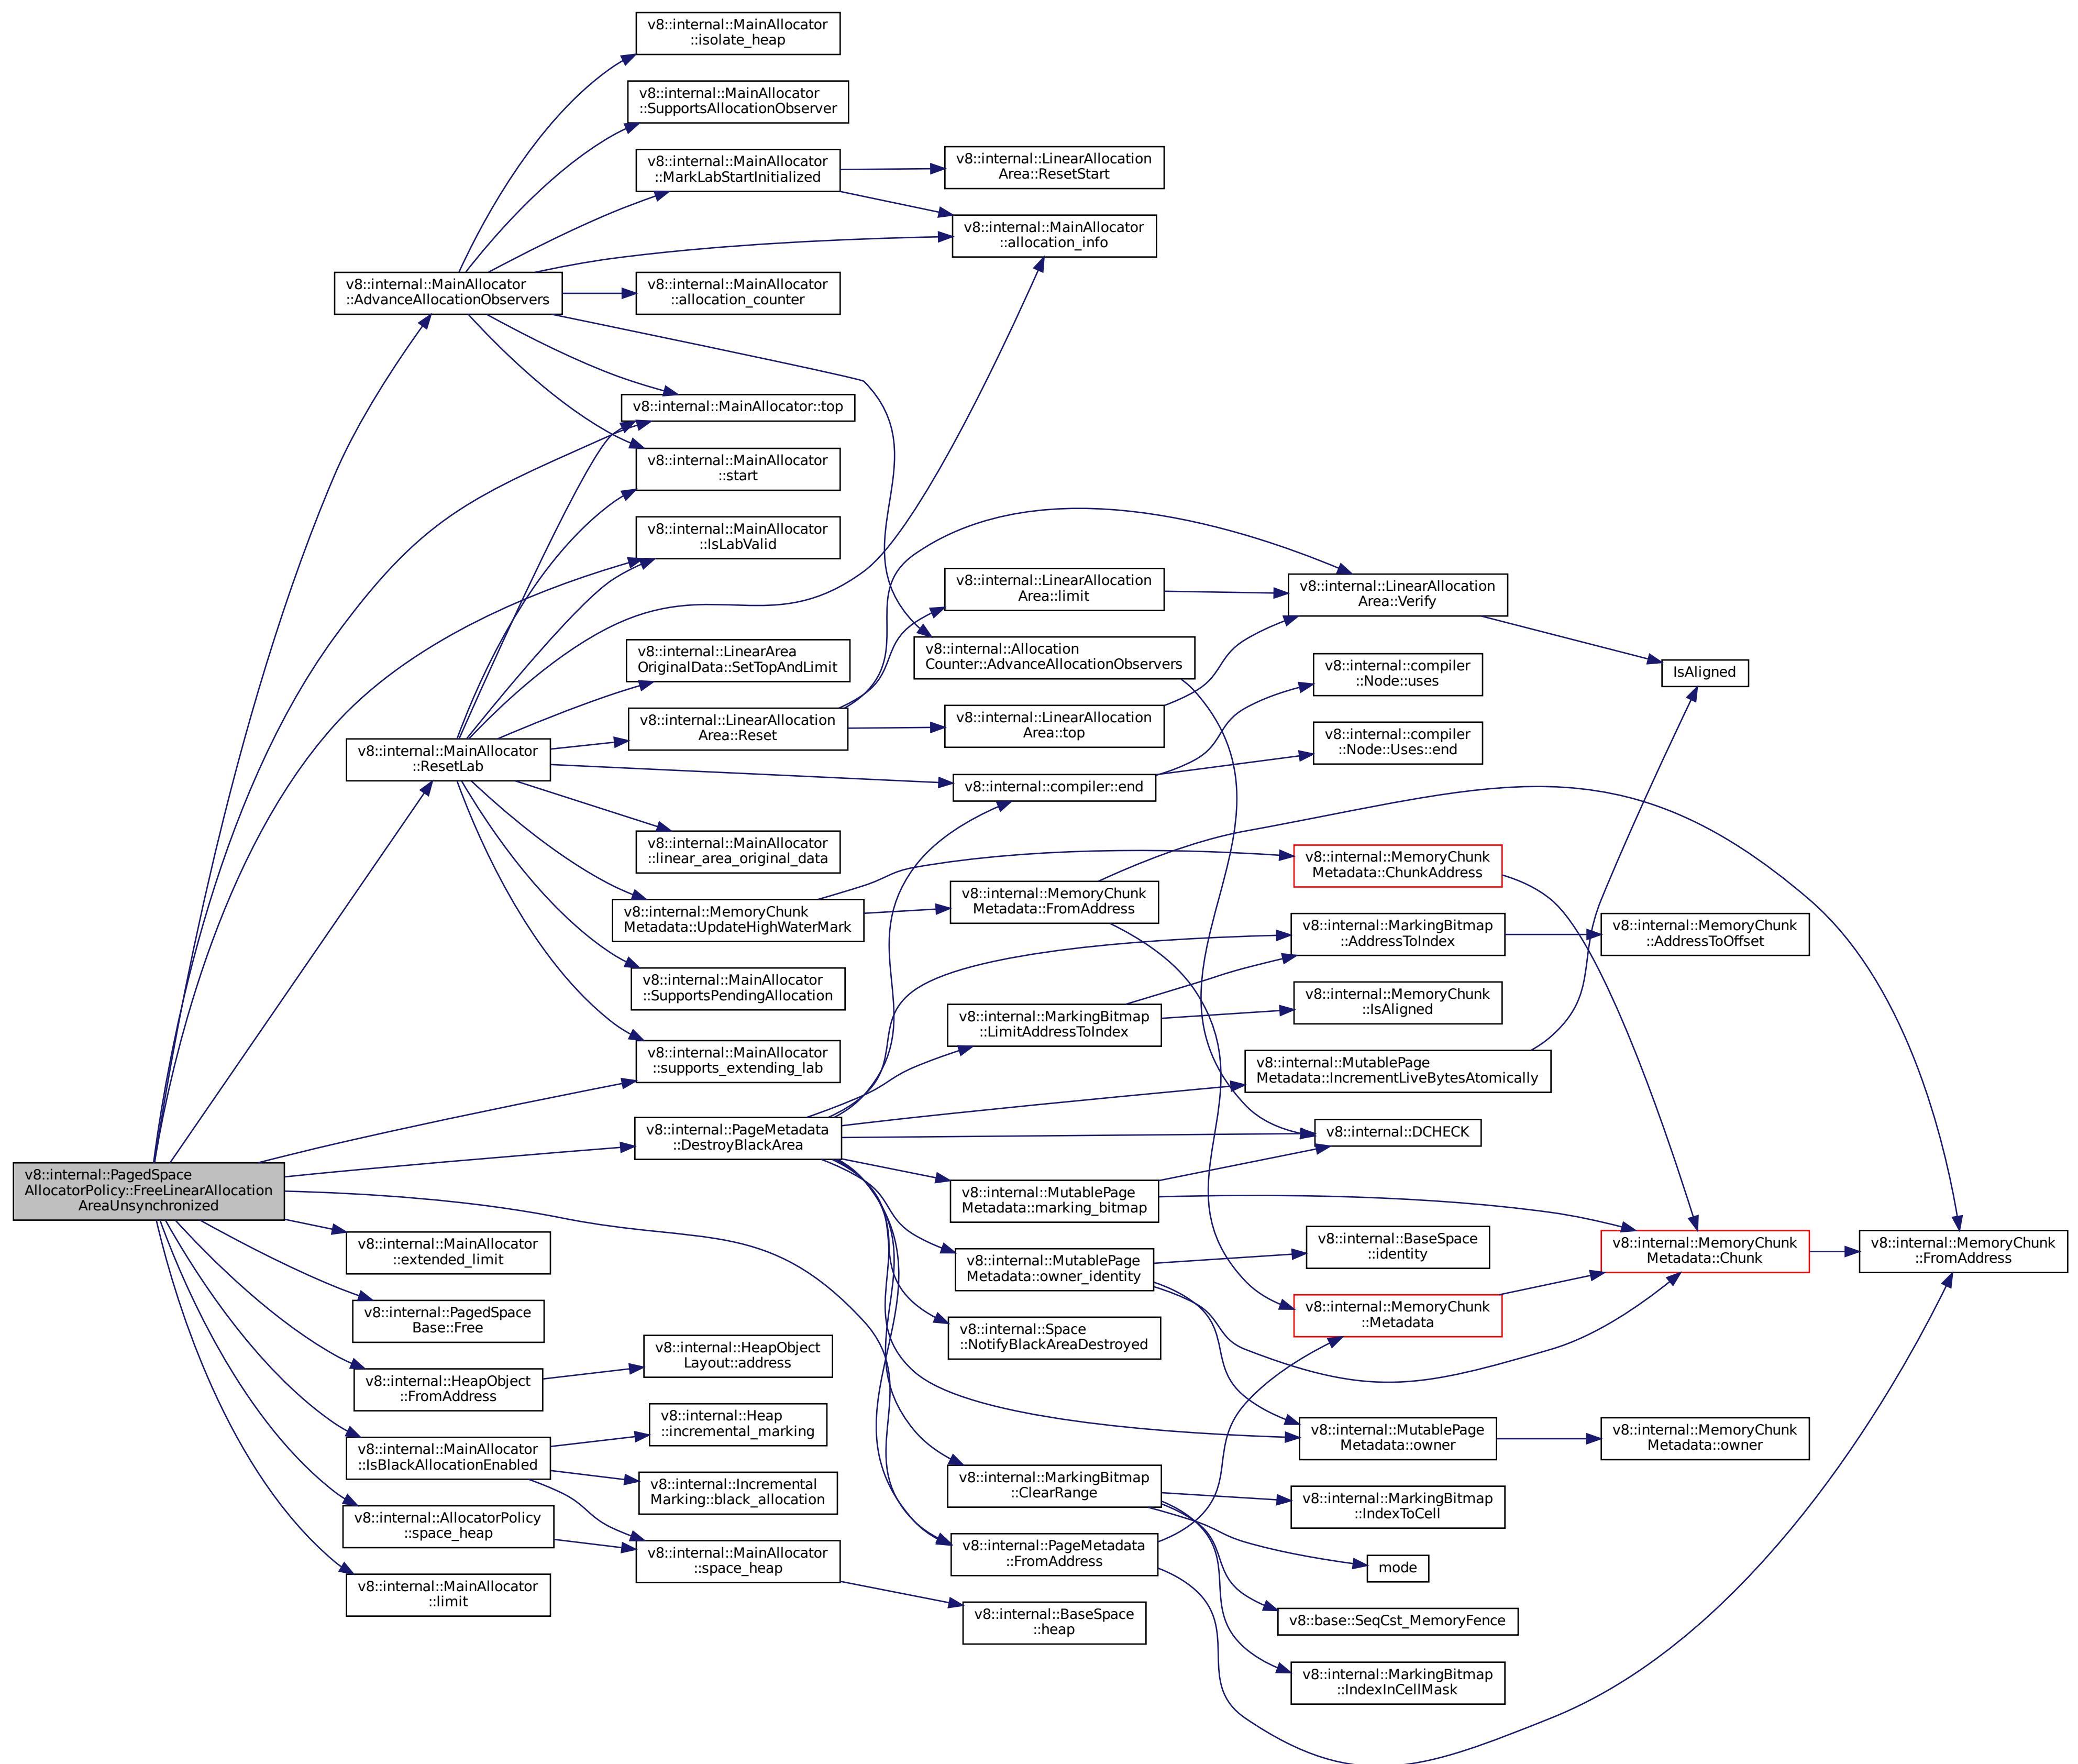 v8::internal::MainAllocator
::isolate_heap
v8::internal::MainAllocator
::SupportsAllocationObserver
v8::internal::MainAllocator
::MarkLabStartInitialized
v8::internal::LinearAllocation
Area::ResetStart
v8::internal::MainAllocator
::allocation_info
v8::internal::MainAllocator
::AdvanceAllocationObservers
v8::internal::MainAllocator
::allocation_counter
v8::internal::MainAllocator::top
v8::internal::MainAllocator
::start
v8::internal::MainAllocator
::IsLabValid
v8::internal::LinearAllocation
Area::limit
v8::internal::LinearAllocation
Area::Verify
v8::internal::LinearArea
OriginalData::SetTopAndLimit
v8::internal::Allocation
Counter::AdvanceAllocationObservers
v8::internal::compiler
::Node::uses
IsAligned
v8::internal::LinearAllocation
Area::Reset
v8::internal::LinearAllocation
Area::top
v8::internal::compiler
::Node::Uses::end
v8::internal::MainAllocator
::ResetLab
v8::internal::compiler::end
v8::internal::MainAllocator
::linear_area_original_data
v8::internal::MemoryChunk
Metadata::ChunkAddress
v8::internal::MemoryChunk
Metadata::UpdateHighWaterMark
v8::internal::MemoryChunk
Metadata::FromAddress
v8::internal::MarkingBitmap
::AddressToIndex
v8::internal::MemoryChunk
::AddressToOffset
v8::internal::MainAllocator
::SupportsPendingAllocation
v8::internal::MarkingBitmap
::LimitAddressToIndex
v8::internal::MemoryChunk
::IsAligned
v8::internal::MainAllocator
::supports_extending_lab
v8::internal::MutablePage
Metadata::IncrementLiveBytesAtomically
v8::internal::PageMetadata
::DestroyBlackArea
v8::internal::DCHECK
v8::internal::PagedSpace
AllocatorPolicy::FreeLinearAllocation
AreaUnsynchronized
v8::internal::MutablePage
Metadata::marking_bitmap
v8::internal::MainAllocator
::extended_limit
v8::internal::MutablePage
Metadata::owner_identity
v8::internal::BaseSpace
::identity
v8::internal::MemoryChunk
Metadata::Chunk
v8::internal::MemoryChunk
::FromAddress
v8::internal::PagedSpace
Base::Free
v8::internal::Space
::NotifyBlackAreaDestroyed
v8::internal::MemoryChunk
::Metadata
v8::internal::HeapObject
::FromAddress
v8::internal::HeapObject
Layout::address
v8::internal::Heap
::incremental_marking
v8::internal::MutablePage
Metadata::owner
v8::internal::MemoryChunk
Metadata::owner
v8::internal::MainAllocator
::IsBlackAllocationEnabled
v8::internal::Incremental
Marking::black_allocation
v8::internal::MarkingBitmap
::ClearRange
v8::internal::MarkingBitmap
::IndexToCell
v8::internal::AllocatorPolicy
::space_heap
v8::internal::MainAllocator
::space_heap
v8::internal::PageMetadata
::FromAddress
mode
v8::internal::MainAllocator
::limit
v8::internal::BaseSpace
::heap
v8::base::SeqCst_MemoryFence
v8::internal::MarkingBitmap
::IndexInCellMask